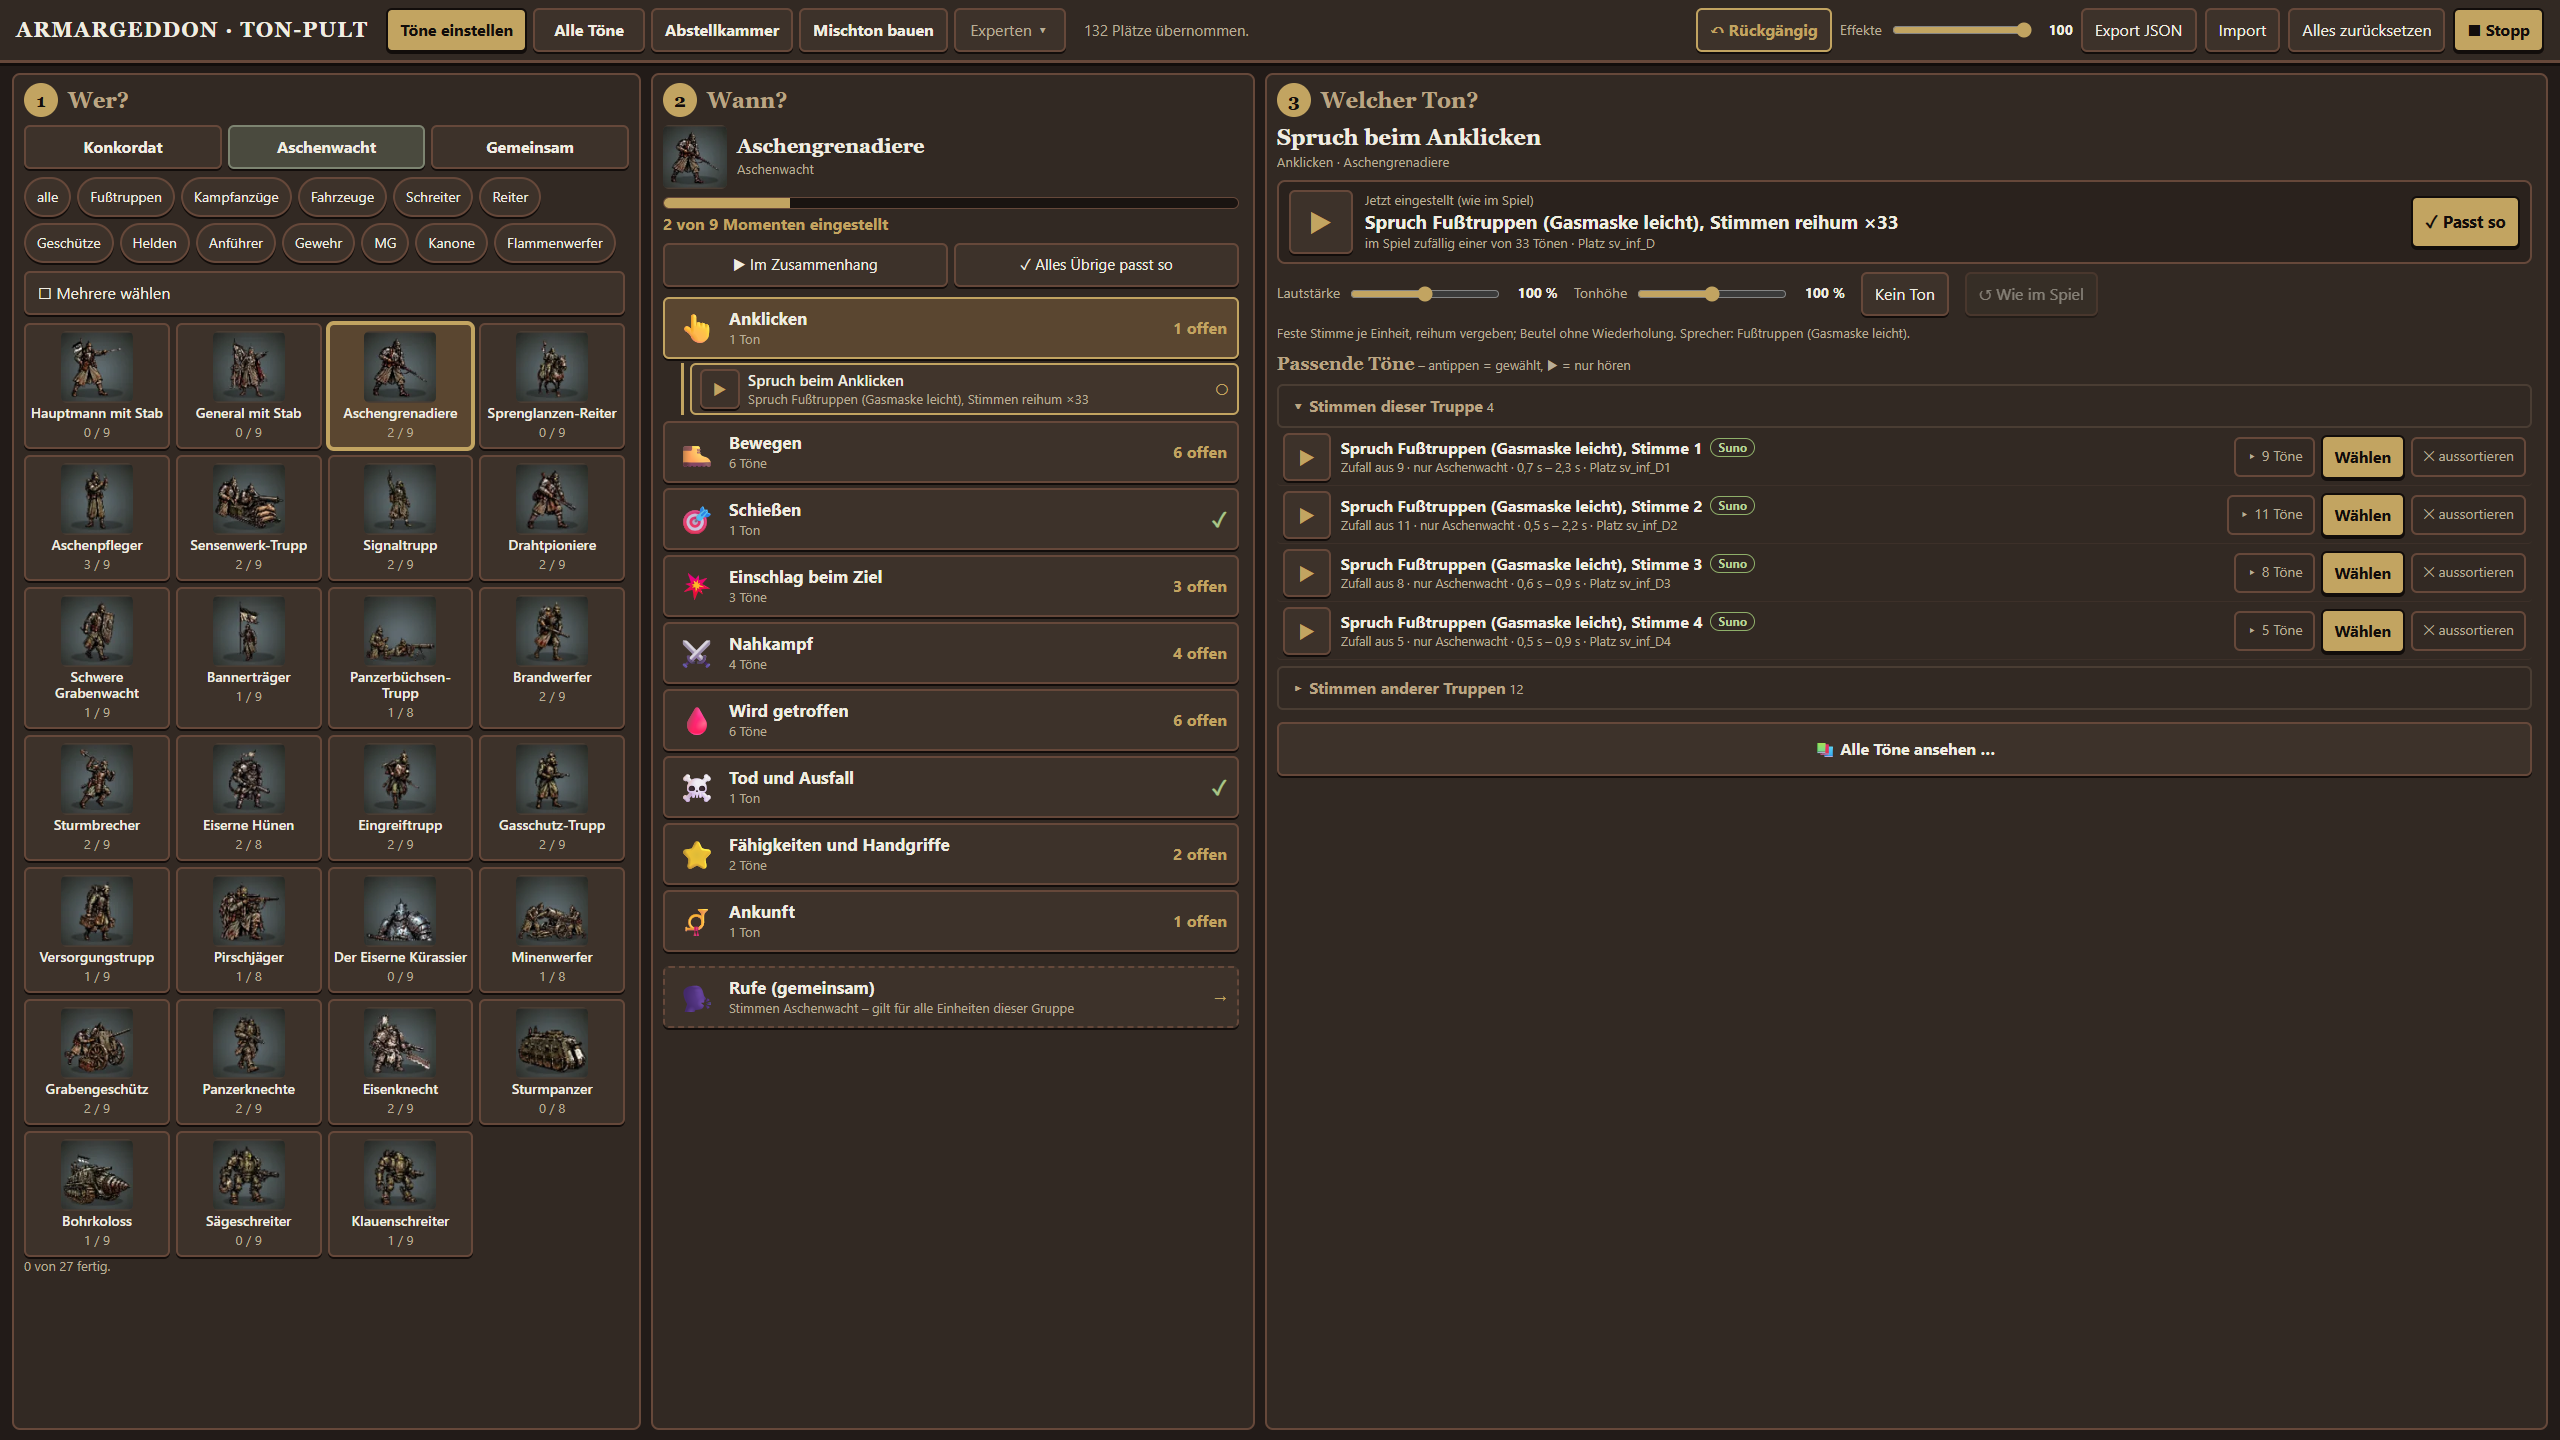 ARMARGEDDON · TON-PULT
Töne einstellen
Alle Töne
Abstellkammer
Mischton bauen
Experten ▾
132 Plätze übernommen.
↶ Rückgängig
Effekte
100
Export JSON
Import
Alles zurücksetzen
■ Stopp
1 Wer?
Konkordat
Aschenwacht
Gemeinsam
alle
Fußtruppen
Kampfanzüge
Fahrzeuge
Schreiter
Reiter
Geschütze
Helden
Anführer
Gewehr
MG
Kanone
Flammenwerfer
☐ Mehrere wählen
Hauptmann mit Stab
0 / 9
General mit Stab
0 / 9
Aschengrenadiere
2 / 9
Sprenglanzen-Reiter
0 / 9
Aschenpfleger
3 / 9
Sensenwerk-Trupp
2 / 9
Signaltrupp
2 / 9
Drahtpioniere
2 / 9
Schwere
Grabenwacht
1 / 9
Bannerträger
1 / 9
Panzerbüchsen-
Trupp
1 / 8
Brandwerfer
2 / 9
Sturmbrecher
2 / 9
Eiserne Hünen
2 / 8
Eingreiftrupp
2 / 9
Gasschutz-Trupp
2 / 9
Versorgungstrupp
1 / 9
Pirschjäger
1 / 8
Der Eiserne Kürassier
0 / 9
Minenwerfer
1 / 8
Grabengeschütz
2 / 9
Panzerknechte
2 / 9
Eisenknecht
2 / 9
Sturmpanzer
0 / 8
Bohrkoloss
1 / 9
Sägeschreiter
0 / 9
Klauenschreiter
1 / 9
0 von 27 fertig.
2 Wann?
Aschengrenadiere
Aschenwacht
2 von 9 Momenten eingestellt
▶ Im Zusammenhang
✓ Alles Übrige passt so
Anklicken
1 Ton
1 offen
Spruch beim Anklicken
Spruch Fußtruppen (Gasmaske leicht), Stimmen reihum ×33
Bewegen
6 Töne
6 offen
Schießen
1 Ton
✓
Einschlag beim Ziel
3 Töne
3 offen
Nahkampf
4 Töne
4 offen
Wird getroffen
6 Töne
6 offen
Tod und Ausfall
1 Ton
✓
Fähigkeiten und Handgriffe
2 Töne
2 offen
Ankunft
1 Ton
1 offen
Rufe (gemeinsam)
Stimmen Aschenwacht – gilt für alle Einheiten dieser Gruppe
→
3 Welcher Ton?
Spruch beim Anklicken
Anklicken · Aschengrenadiere
Jetzt eingestellt (wie im Spiel)
Spruch Fußtruppen (Gasmaske leicht), Stimmen reihum ×33
im Spiel zufällig einer von 33 Tönen · Platz sv_inf_D
✓ Passt so
Lautstärke
100 %
Tonhöhe
100 %
Kein Ton
↺ Wie im Spiel
Feste Stimme je Einheit, reihum vergeben; Beutel ohne Wiederholung. Sprecher: Fußtruppen (Gasmaske leicht).
Passende Töne – antippen = gewählt, ▶ = nur hören
▾ Stimmen dieser Truppe 4
Spruch Fußtruppen (Gasmaske leicht), Stimme 1 Suno
Zufall aus 9 · nur Aschenwacht · 0,7 s – 2,3 s · Platz sv_inf_D1
▸ 9 Töne
Wählen
✕ aussortieren
Spruch Fußtruppen (Gasmaske leicht), Stimme 2 Suno
Zufall aus 11 · nur Aschenwacht · 0,5 s – 2,2 s · Platz sv_inf_D2
▸ 11 Töne
Wählen
✕ aussortieren
Spruch Fußtruppen (Gasmaske leicht), Stimme 3 Suno
Zufall aus 8 · nur Aschenwacht · 0,6 s – 0,9 s · Platz sv_inf_D3
▸ 8 Töne
Wählen
✕ aussortieren
Spruch Fußtruppen (Gasmaske leicht), Stimme 4 Suno
Zufall aus 5 · nur Aschenwacht · 0,5 s – 0,9 s · Platz sv_inf_D4
▸ 5 Töne
Wählen
✕ aussortieren
▸ Stimmen anderer Truppen 12
Alle Töne ansehen ...